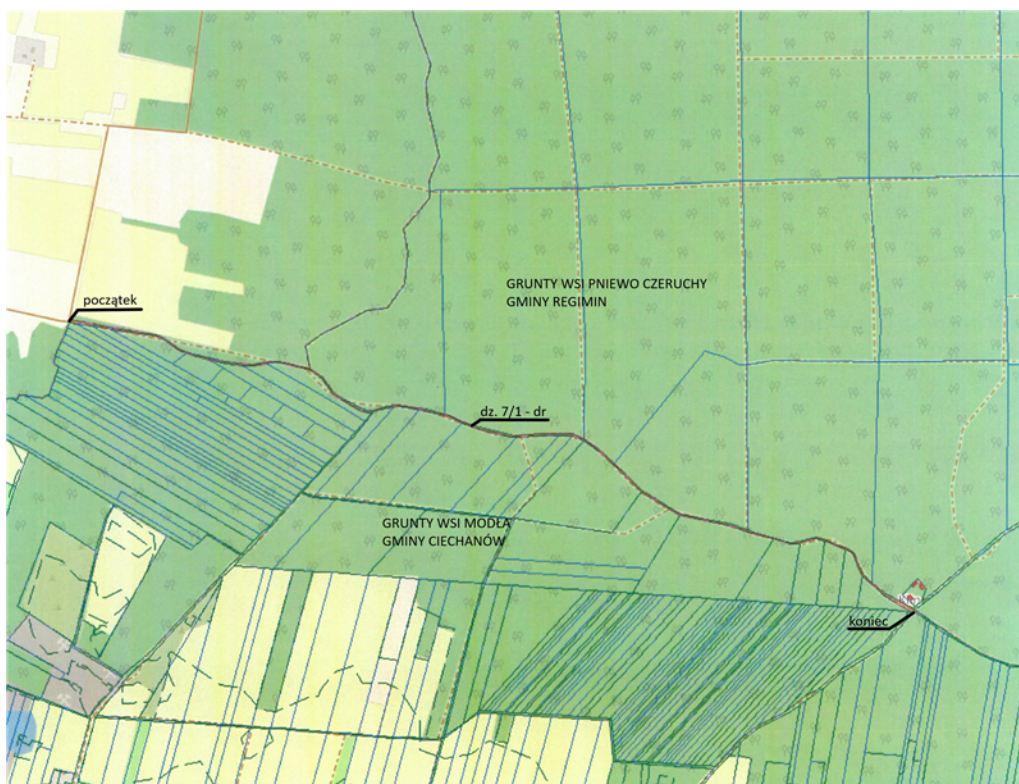 GRUNTY WSI PNIEWO CZERUCHY
GMINY REGIMIN
początek
dz. 7/1 - dr
GRUNTY WSI MODŁA
GMINY CIECHANÓW
koniec